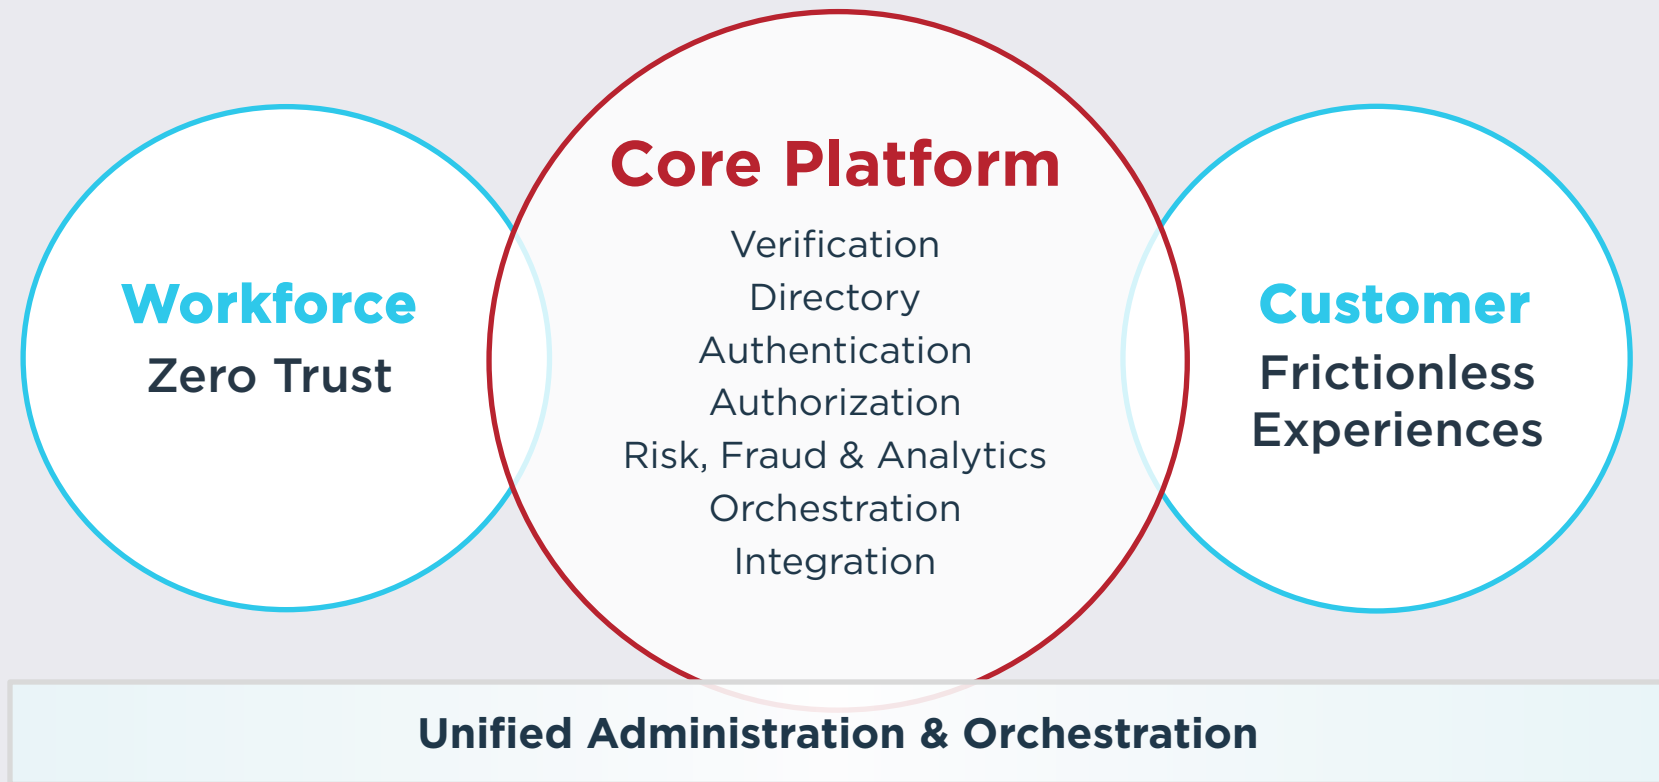 Core Platform
Verification
Directory
Authentication
Authorization
Risk, Fraud & Analytics
Orchestration
Integration
Workforce
Zero Trust
Customer
Frictionless
Experiences
Unified Administration & Orchestration